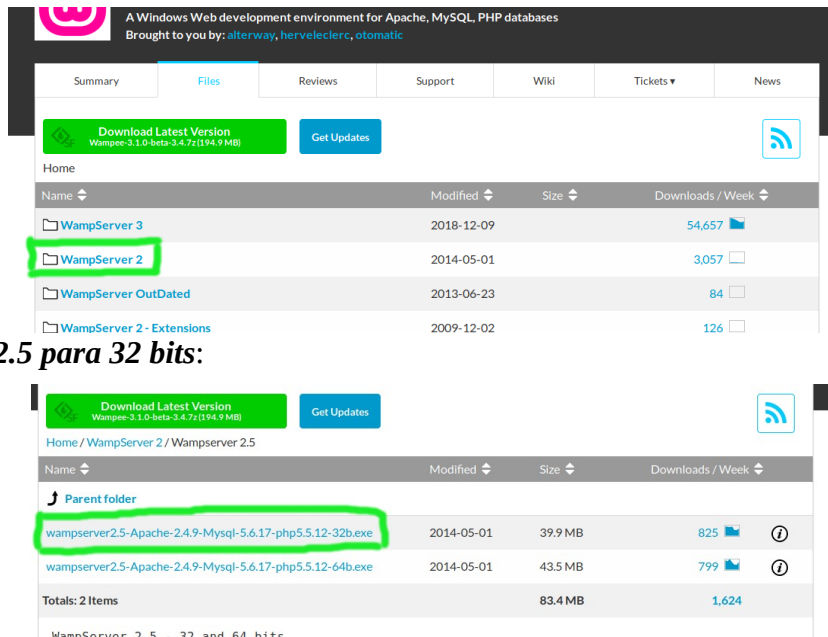 A Windows Web development environment for Apache, MySQL, PHP databases
Brought to you by: alterway, herveleclerc, otomatic
Summary Files Reviews Support Wiki Tickets ▾ News
Download Latest Version
Wampee-3.1.0-beta-3.4.7z (194.9 MB)
Get Updates
Home
Name Modified Size Downloads / Week
WampServer 3 2018-12-09 54,657
WampServer 2 2014-05-01 3,057
WampServer OutDated 2013-06-23 84
WampServer 2 - Extensions 2009-12-02 126
2.5 para 32 bits:
Download Latest Version
Wampee-3.1.0-beta-3.4.7z (194.9 MB)
Get Updates
Home / WampServer 2 / Wampserver 2.5
Name Modified Size Downloads / Week
Parent folder
wampserver2.5-Apache-2.4.9-Mysql-5.6.17-php5.5.12-32b.exe 2014-05-01 39.9 MB 825
wampserver2.5-Apache-2.4.9-Mysql-5.6.17-php5.5.12-64b.exe 2014-05-01 43.5 MB 799
Totals: 2 Items 83.4 MB 1,624
WampServer 2.5 - 32 and 64 bits